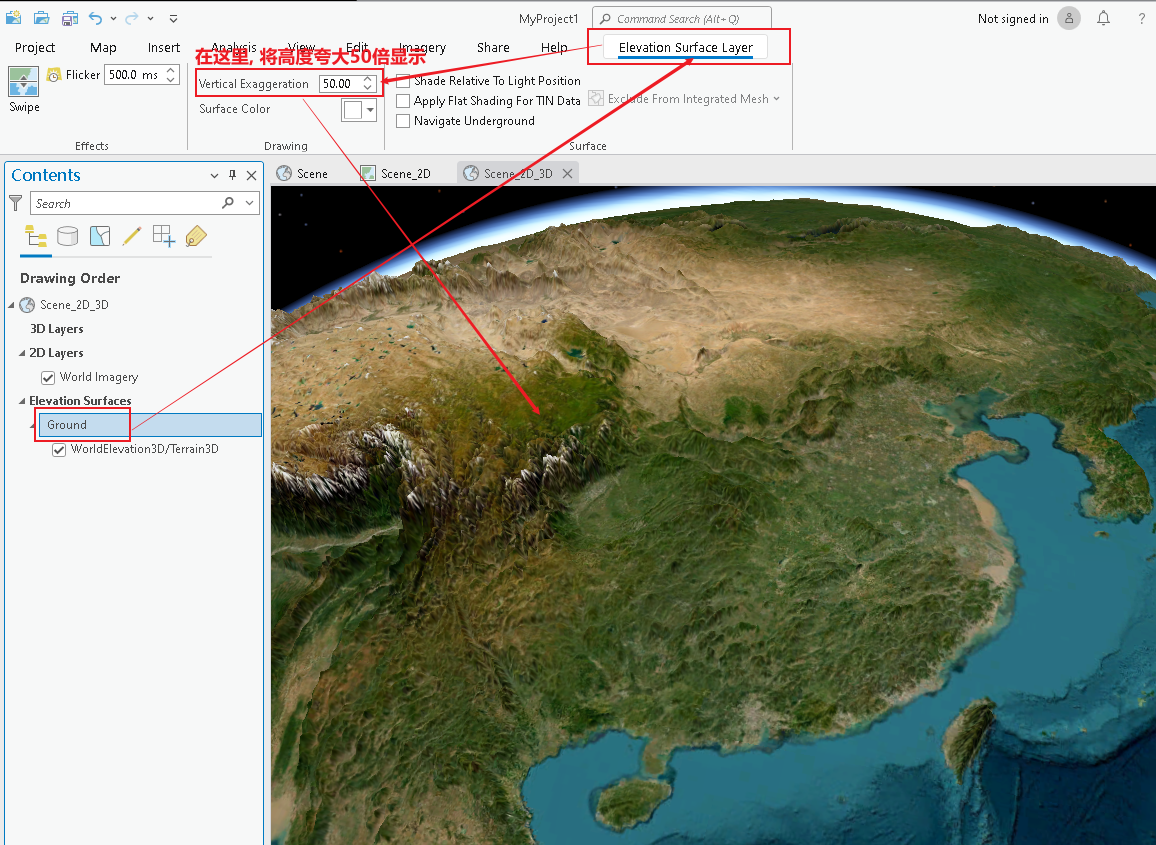 MyProject1
Command Search (Alt+Q)
Not signed in
?
Project
Map
Insert
Analysis
View
Edit
Imagery
Share
Help
Elevation Surface Layer
在这里, 将高度夸大50倍显示
Flicker 500.0 ms
Swipe
Vertical Exaggeration 50.00
Surface Color
Shade Relative To Light Position
Apply Flat Shading For TIN Data
Navigate Underground
Exclude From Integrated Mesh
Effects
Drawing
Surface
Contents
Search
Drawing Order
Scene_2D_3D
3D Layers
2D Layers
World Imagery
Elevation Surfaces
Ground
WorldElevation3D/Terrain3D
Scene
Scene_2D
Scene_2D_3D